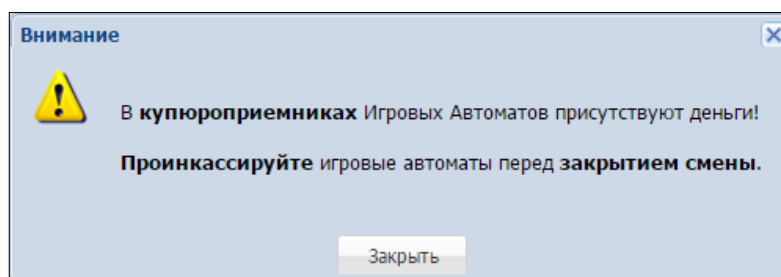 Внимание
В купюроприемниках Игровых Автоматов присутствуют деньги!
Проинкассируйте игровые автоматы перед закрытием смены.
Закрыть